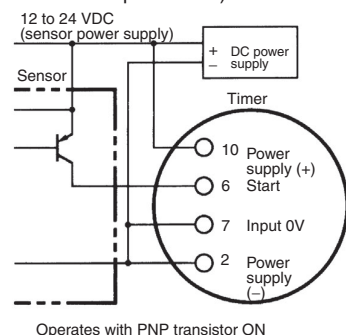 12 to 24 VDC
(sensor power supply)
+ DC power
− supply
Sensor
Timer
10 Power
supply (+)
6 Start
7 Input 0V
2 Power
supply
(−)
Operates with PNP transistor ON